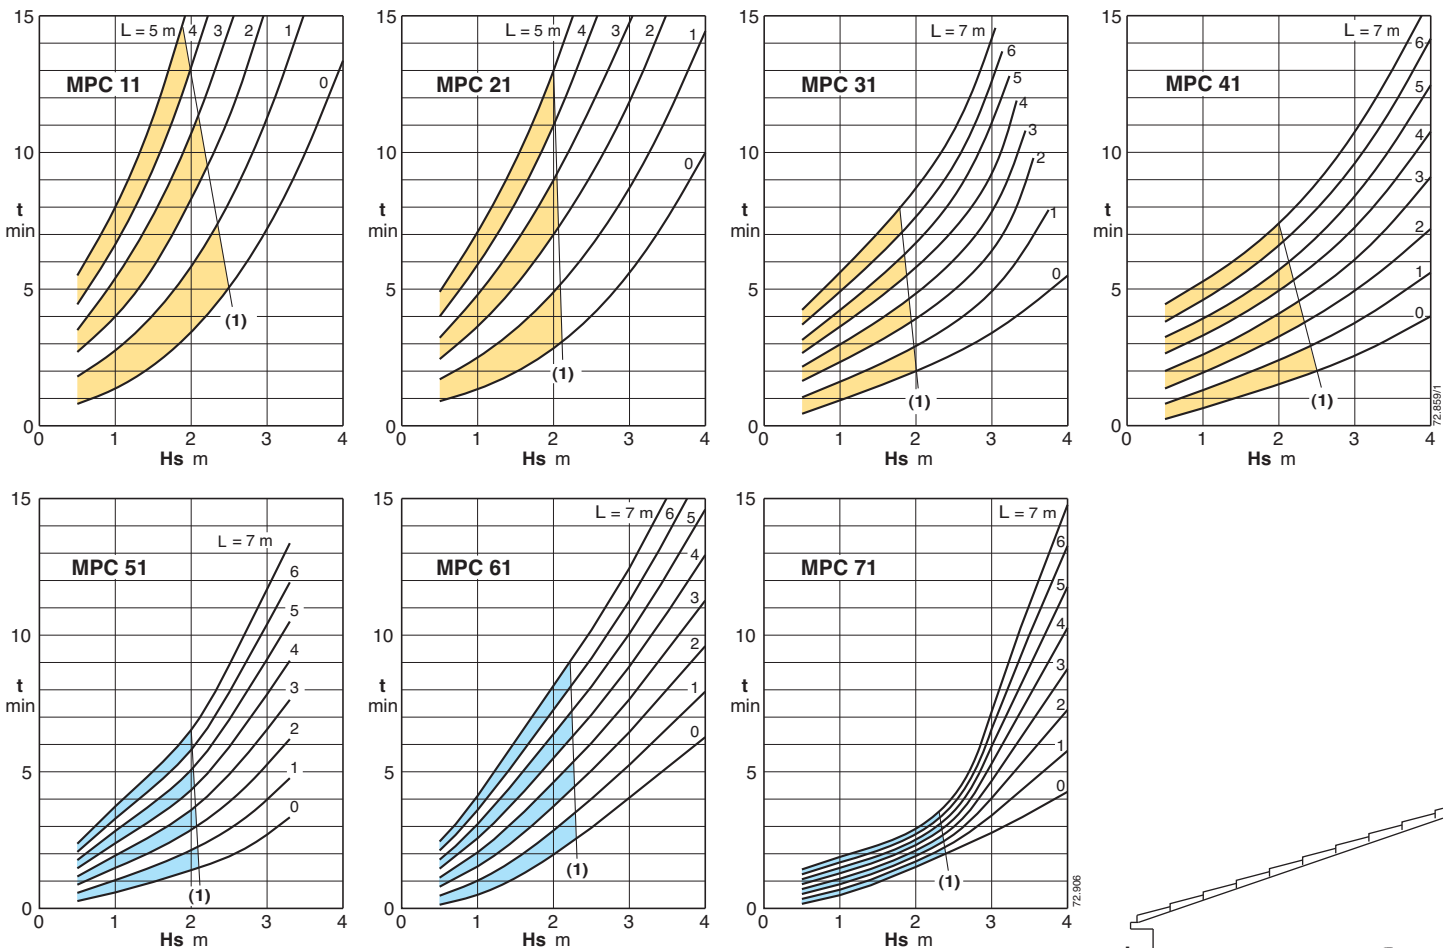 15
L = 5 m 4 3 2 1
0
MPC 11
10
t
min
5
(1)
0
0 1 2 3 4
Hs m
15
L = 5 m 4 3 2 1
0
MPC 21
10
t
min
5
(1)
0
0 1 2 3 4
Hs m
15
L = 7 m
6
5
4
3
2
1
0
MPC 31
10
t
min
5
(1)
0
0 1 2 3 4
Hs m
15
L = 7 m
6
5
4
3
2
1
0
MPC 41
10
t
min
5
(1)
0
0 1 2 3 4
Hs m
72.859/1
15
L = 7 m
6
5
4
3
2
1
0
MPC 51
10
t
min
5
(1)
0
0 1 2 3 4
Hs m
15
L = 7 m 6 5
4
3
2
1
0
MPC 61
10
t
min
5
(1)
0
0 1 2 3 4
Hs m
15
L = 7 m
6
5
4
3
2
1
0
MPC 71
10
t
min
5
(1)
0
0 1 2 3 4
Hs m
72.906